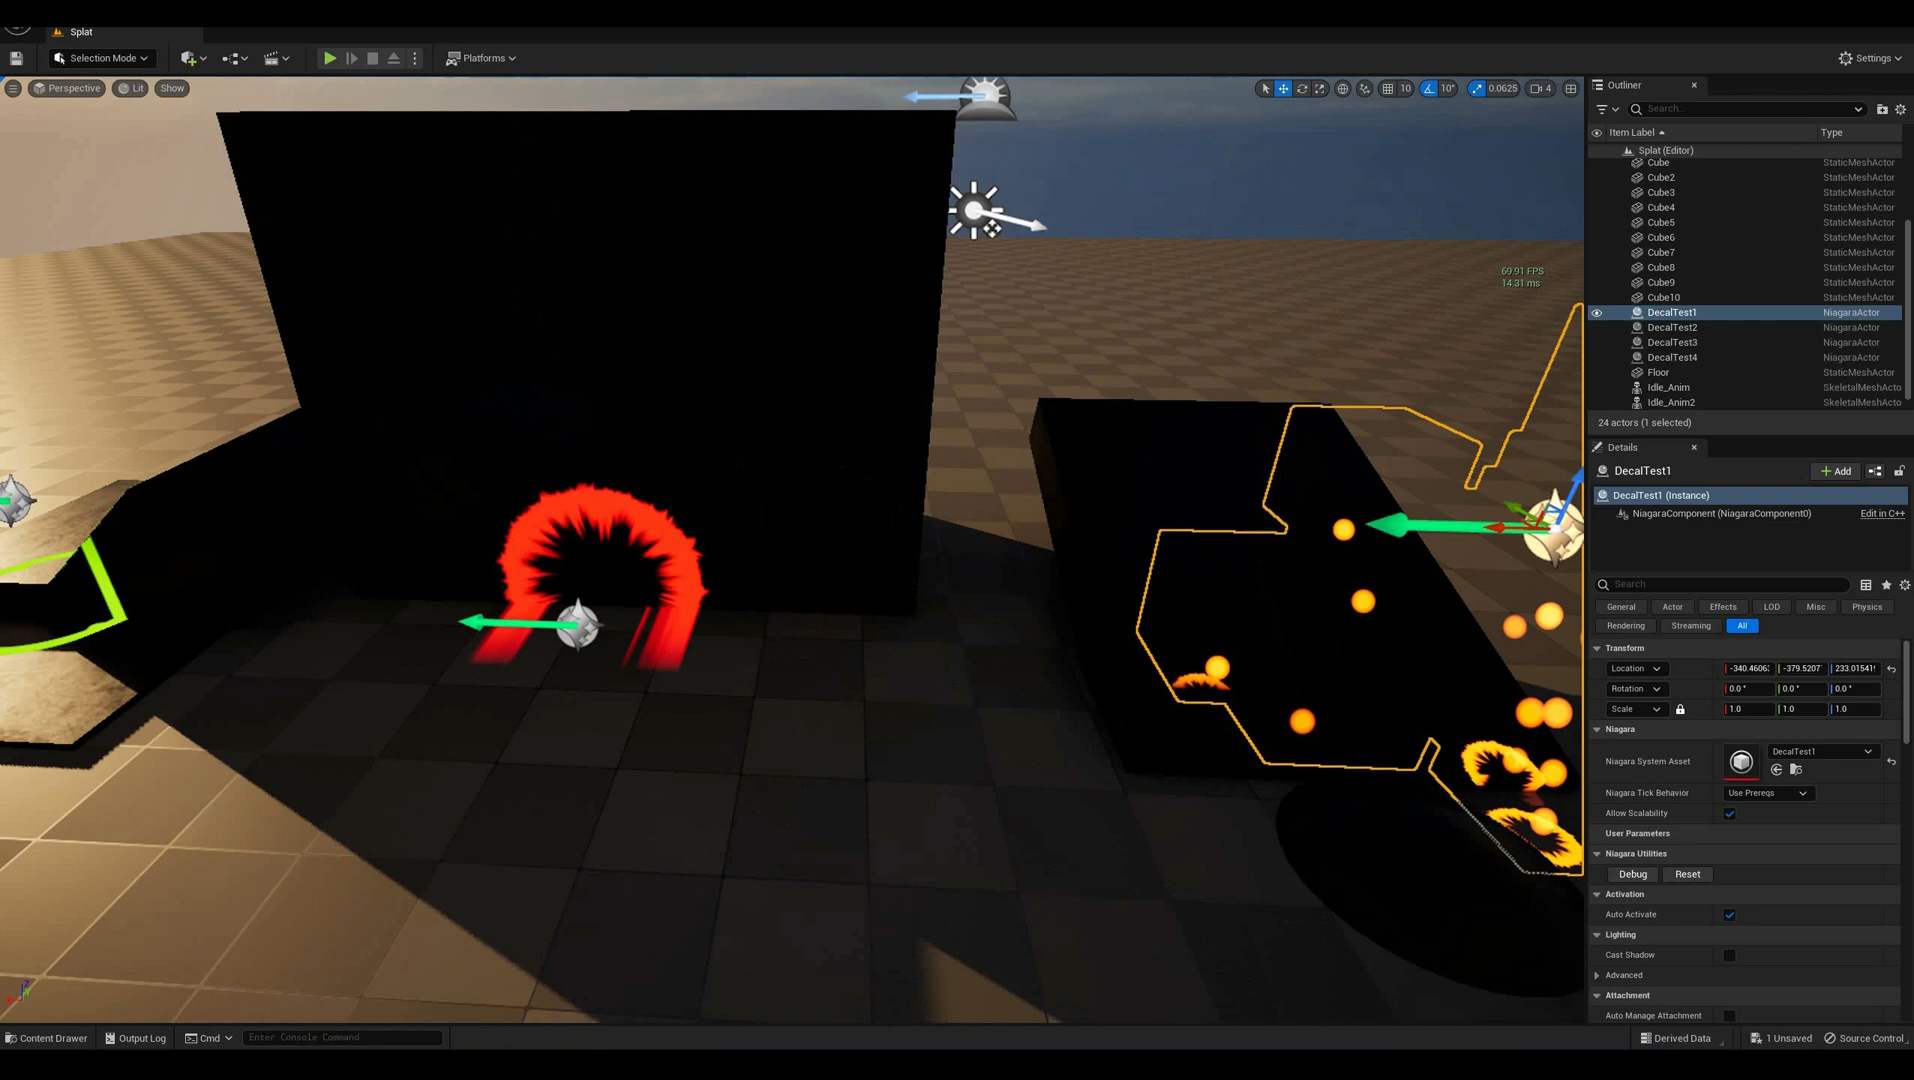 Splat
Selection Mode
Platforms
Settings
Perspective
Lit
Show
10
10°
0.0625
4
69.91 FPS
14.31 ms
Outliner
Search...
Item Label
Type
Splat (Editor)
Cube StaticMeshActor
Cube2 StaticMeshActor
Cube3 StaticMeshActor
Cube4 StaticMeshActor
Cube5 StaticMeshActor
Cube6 StaticMeshActor
Cube7 StaticMeshActor
Cube8 StaticMeshActor
Cube9 StaticMeshActor
Cube10 StaticMeshActor
DecalTest1 NiagaraActor
DecalTest2 NiagaraActor
DecalTest3 NiagaraActor
DecalTest4 NiagaraActor
Floor StaticMeshActor
Idle_Anim SkeletalMeshActo
Idle_Anim2 SkeletalMeshActo
24 actors (1 selected)
Details
DecalTest1
Add
DecalTest1 (Instance)
NiagaraComponent (NiagaraComponent0) Edit in C++
Search
General Actor Effects LOD Misc Physics
Rendering Streaming All
Transform
Location -340.4606 -379.5207 233.01541
Rotation 0.0° 0.0° 0.0°
Scale 1.0 1.0 1.0
Niagara
Niagara System Asset DecalTest1
Niagara Tick Behavior Use Prereqs
Allow Scalability
User Parameters
Niagara Utilities
Debug Reset
Activation
Auto Activate
Lighting
Cast Shadow
Advanced
Attachment
Auto Manage Attachment
Content Drawer
Output Log
Cmd
Enter Console Command
Derived Data
1 Unsaved
Source Control